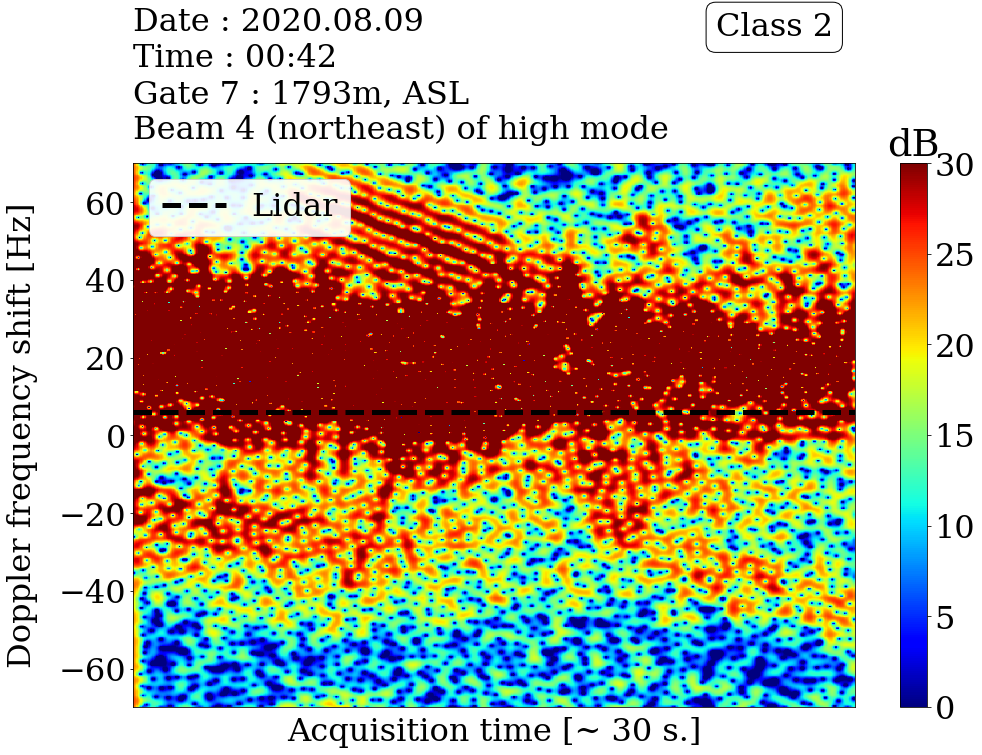 Date : 2020.08.09
Time : 00:42
Gate 7 : 1793m, ASL
Beam 4 (northeast) of high mode
Class 2
dB
Lidar
Doppler frequency shift [Hz]
60
40
20
0
−20
−40
−60
30
25
20
15
10
5
0
Acquisition time [~ 30 s.]